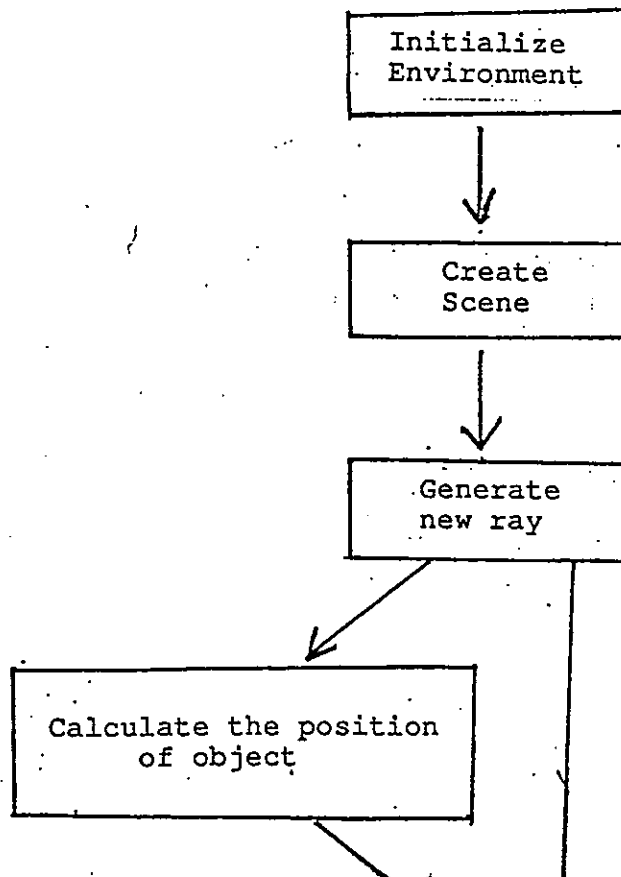 Initialize
Environment
Create
Scene
Generate
new ray
Calculate the position
of object